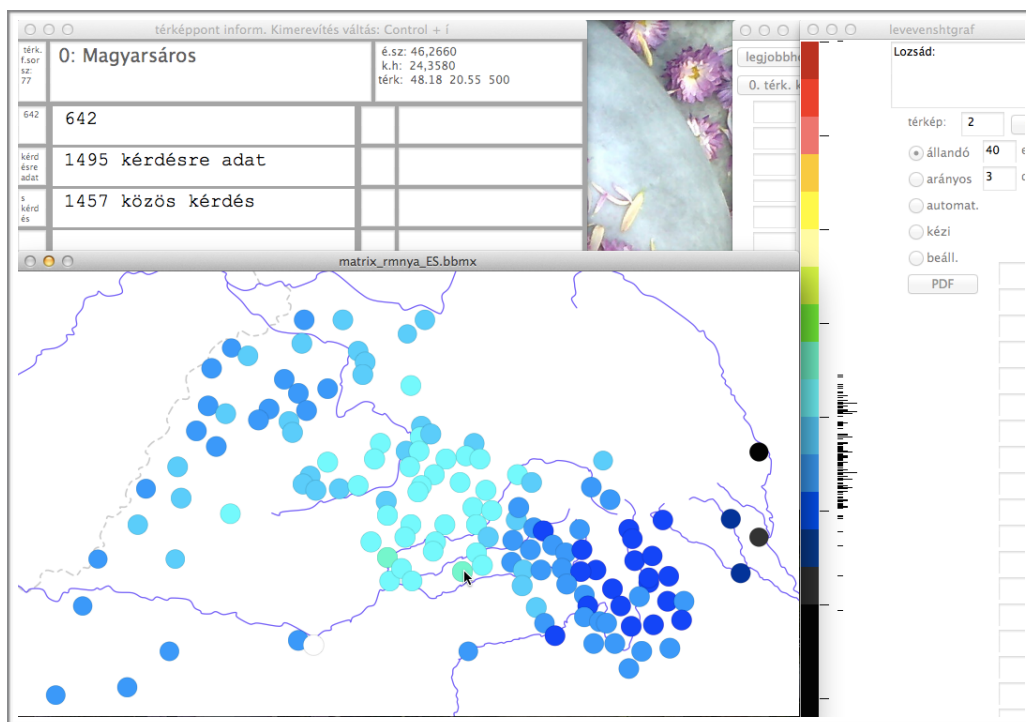 térképpont inform. Kimerevítés váltás: Control + í
levevenshtgraf
térk.
f.sor
sz:
77
0: Magyarsáros
é.sz: 46,2660
k.h: 24,3580
térk: 48.18 20.55 500
legjobbh
0. térk. k
Lozsád:
642
642
kérd
ésre
adat
1495 kérdésre adat
s
kérd
és
1457 közös kérdés
térkép: 2
állandó 40 e
arányos 3
automat.
kézi
beáll.
PDF
matrix_rmnya_ES.bbmx